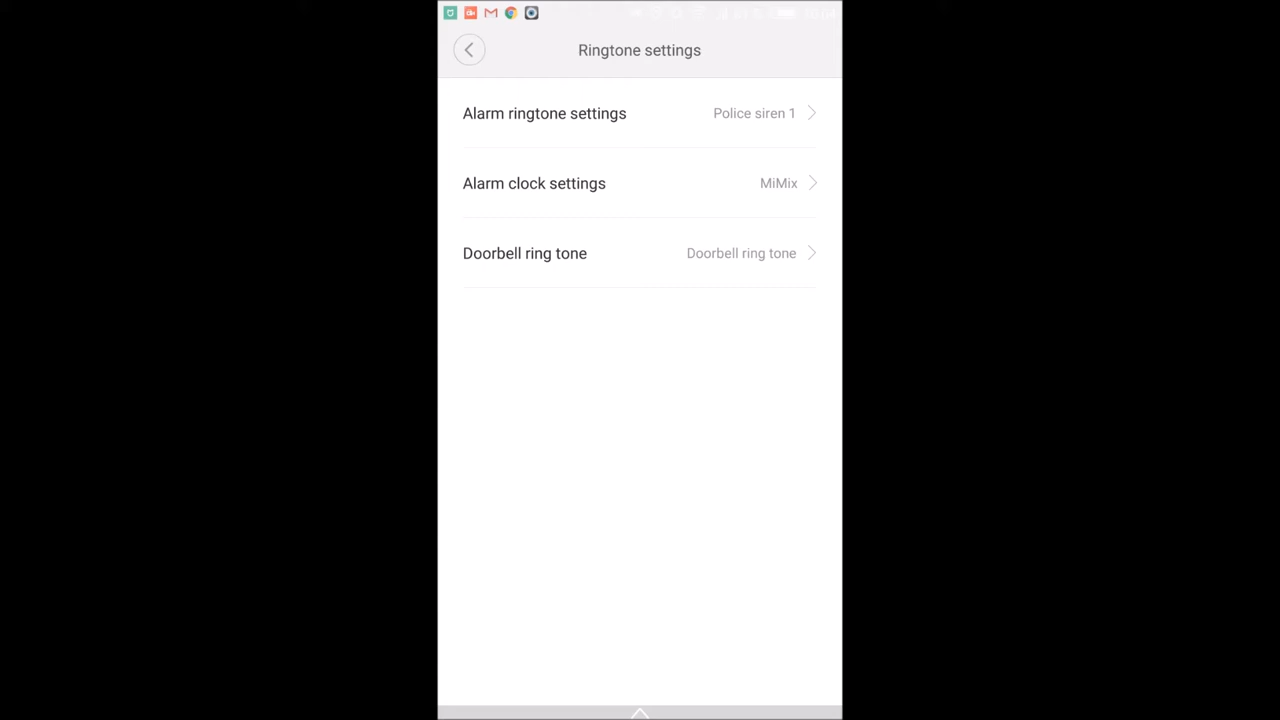 Ringtone settings
Alarm ringtone settings Police siren 1
Alarm clock settings MiMix
Doorbell ring tone Doorbell ring tone